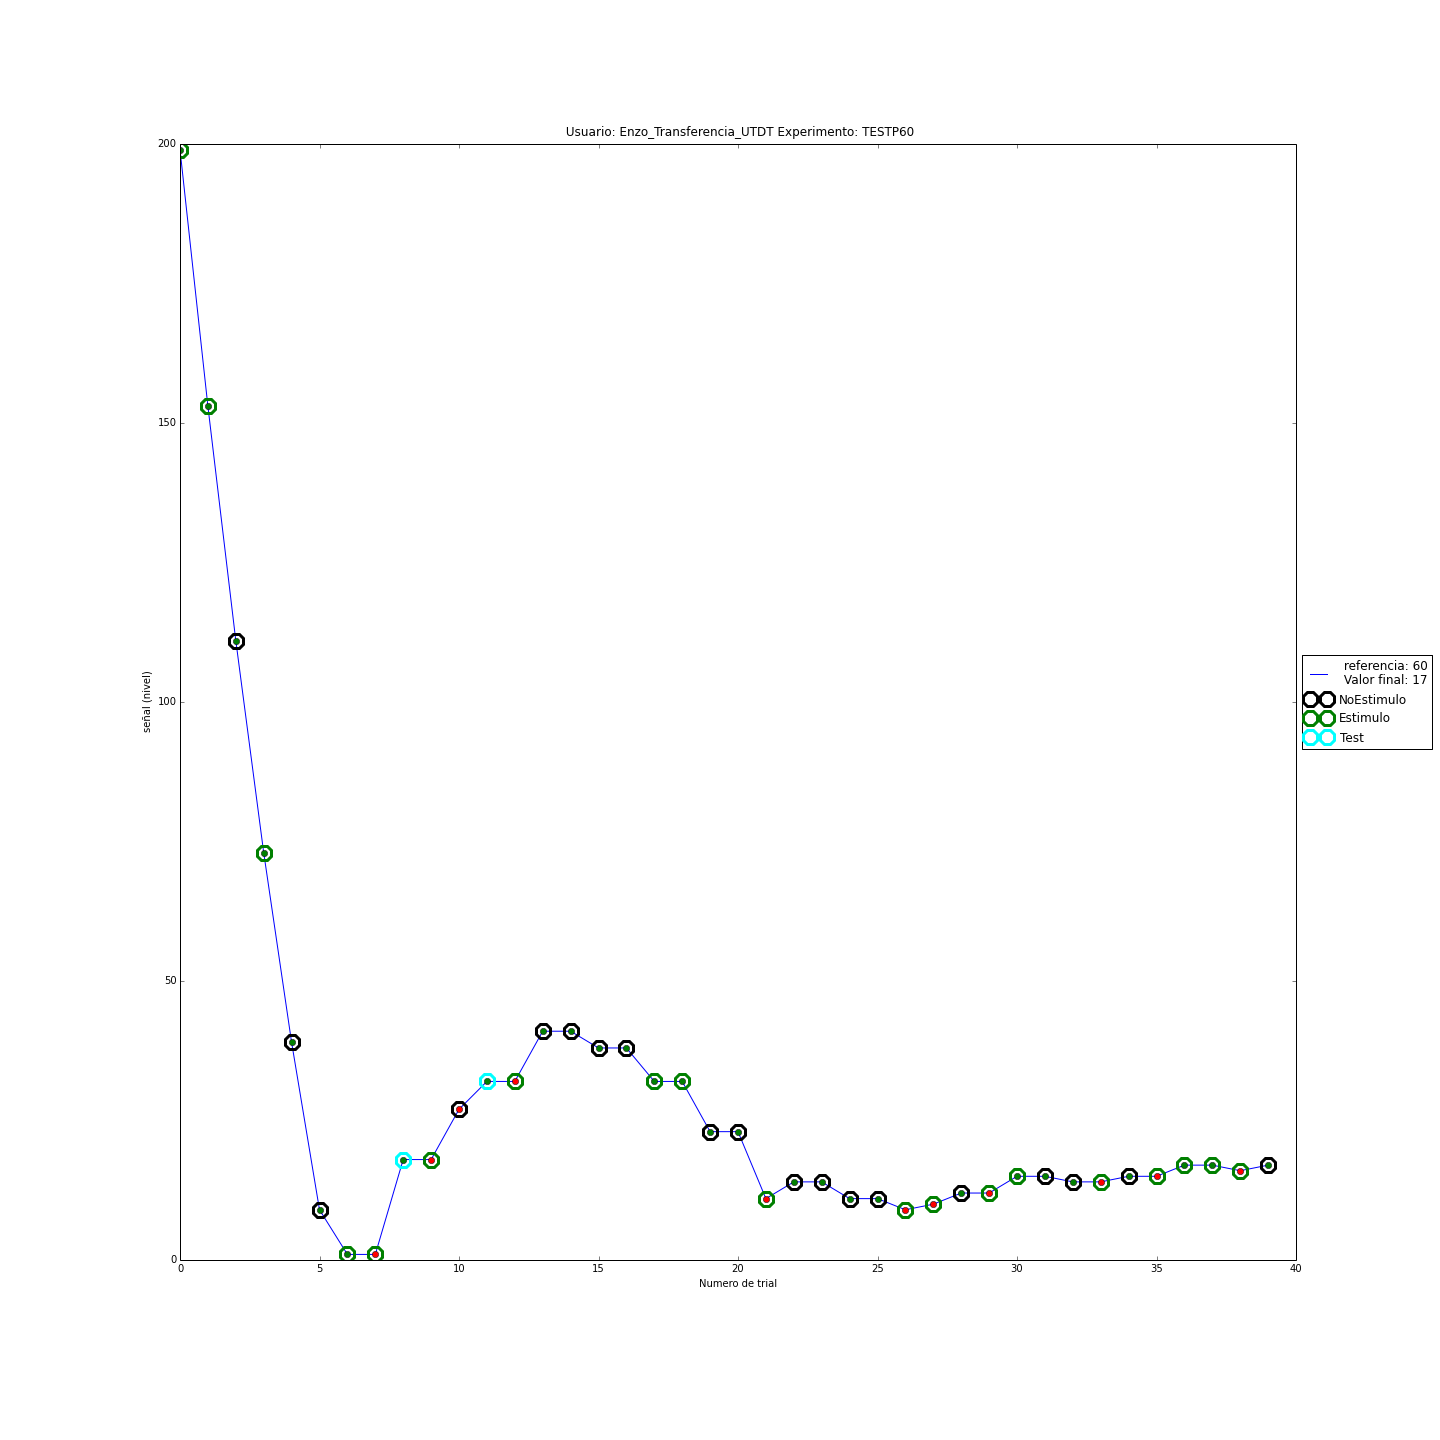 Usuario: Enzo_Transferencia_UTDT Experimento: TESTP60
200
150
100
50
0
señal (nivel)
0 5 10 15 20 25 30 35 40
Numero de trial
referencia: 60
Valor final: 17
NoEstimulo
Estimulo
Test